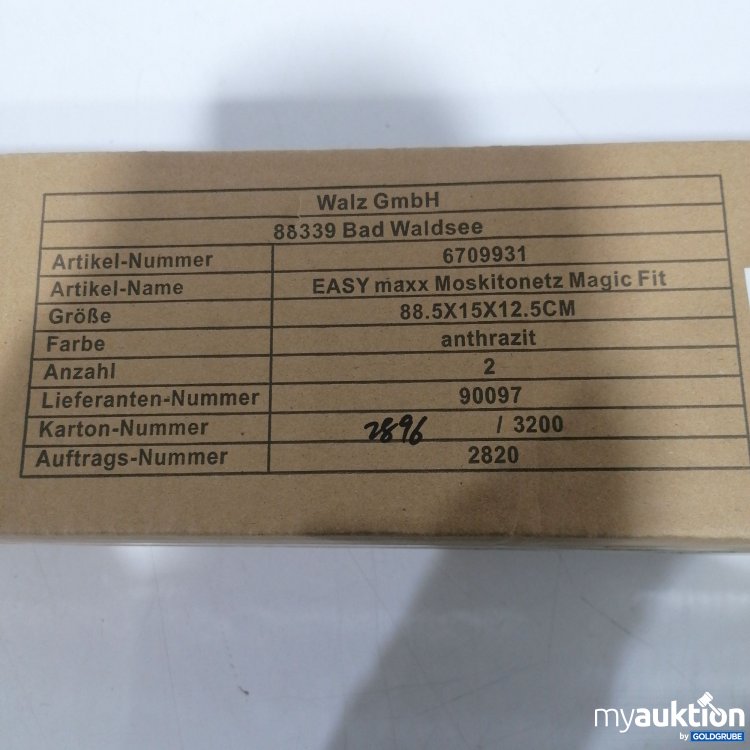 Walz GmbH
88339 Bad Waldsee
Artikel-Nummer 6709931
Artikel-Name EASY maxx Moskitonetz Magic Fit
Größe 88.5X15X12.5CM
Farbe anthrazit
Anzahl 2
Lieferanten-Nummer 90097
Karton-Nummer 2896 / 3200
Auftrags-Nummer 2820
myauktion
by GOLDGRUBE